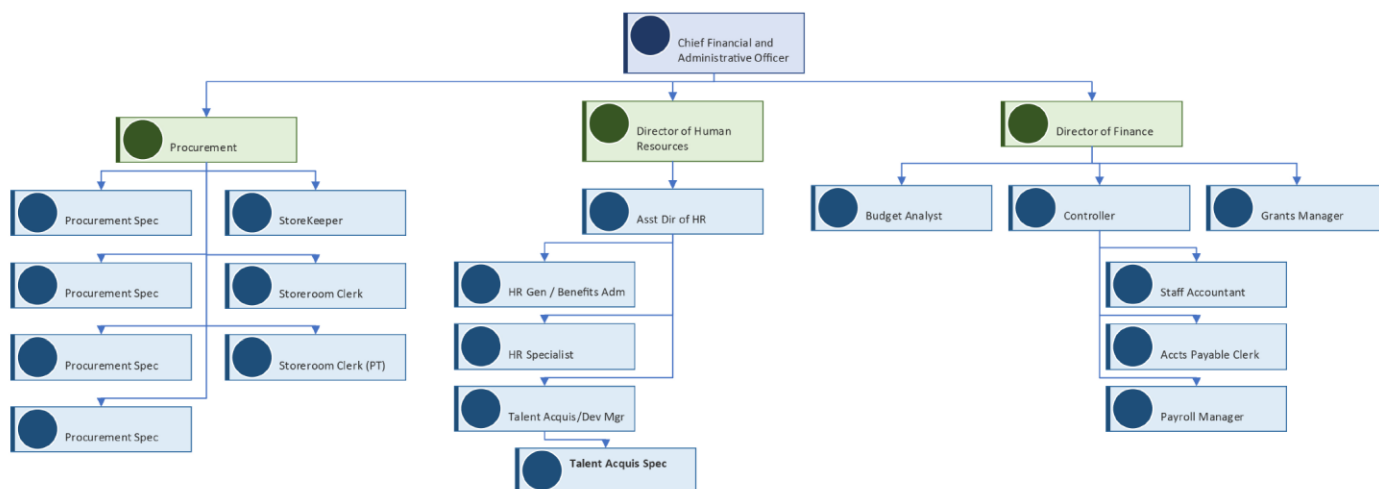 Chief Financial and
Administrative Officer
Procurement
Director of Human
Resources
Director of Finance
Procurement Spec
StoreKeeper
Asst Dir of HR
Budget Analyst
Controller
Grants Manager
Procurement Spec
Storeroom Clerk
HR Gen / Benefits Adm
Staff Accountant
Procurement Spec
Storeroom Clerk (PT)
HR Specialist
Accts Payable Clerk
Procurement Spec
Talent Acquis/Dev Mgr
Payroll Manager
Talent Acquis Spec